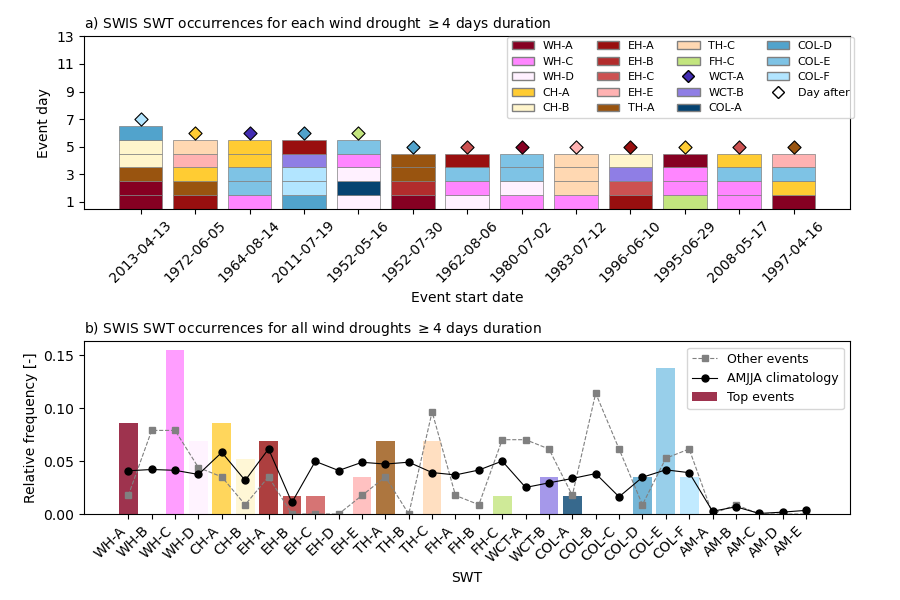 a) SWIS SWT occurrences for each wind drought ≥4 days duration
13
11
9
7
5
3
1
Event day
WH-A
WH-C
WH-D
CH-A
CH-B
EH-A
EH-B
EH-C
EH-E
TH-A
TH-C
FH-C
WCT-A
WCT-B
COL-A
COL-D
COL-E
COL-F
Day after
2013-04-13
1972-06-05
1964-08-14
2011-07-19
1952-05-16
1952-07-30
1962-08-06
1980-07-02
1983-07-12
1996-06-10
1995-06-29
2008-05-17
1997-04-16
Event start date
b) SWIS SWT occurrences for all wind droughts ≥4 days duration
0.15
0.10
0.05
0.00
Relative frequency [-]
Other events
AMJJA climatology
Top events
WH-A
WH-B
WH-C
WH-D
CH-A
CH-B
EH-A
EH-B
EH-C
EH-D
EH-E
TH-A
TH-B
TH-C
FH-A
FH-B
FH-C
WCT-A
WCT-B
COL-A
COL-B
COL-C
COL-D
COL-E
COL-F
AM-A
AM-B
AM-C
AM-D
AM-E
SWT